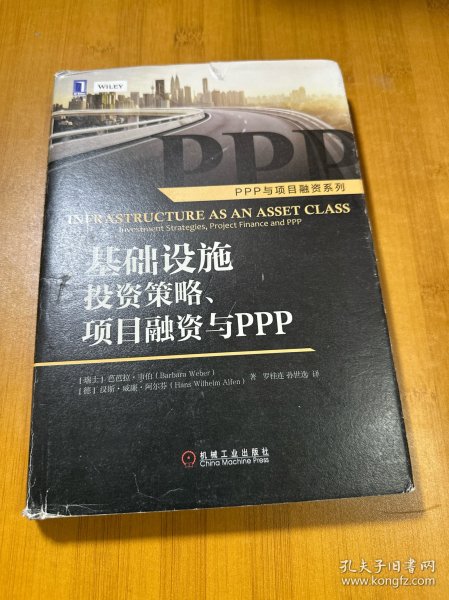 WILEY
PPP
PPP与项目融资系列
INFRASTRUCTURE AS AN ASSET CLASS
Investment Strategies, Project Finance and PPP
基础设施
投资策略、
项目融资与PPP
[瑞士] 芭芭拉·韦伯 (Barbara Weber)
[德] 汉斯·威廉·阿尔芬 (Hans Wilhelm Alfen) 著 罗桂连 孙世选 译
机械工业出版社
China Machine Press
孔夫子旧书网
www.kongfz.com